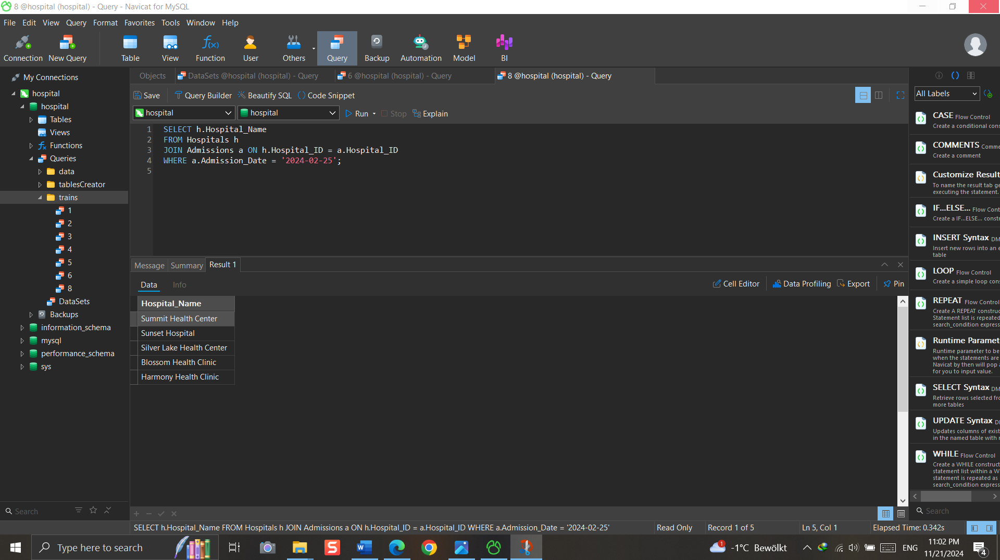 8 @hospital (hospital) - Query - Navicat for MySQL
File Edit View Query Format Favorites Tools Window Help
Connection New Query Table View Function User Others Query Backup Automation Model BI
My Connections
hospital
hospital
Tables
Views
Functions
Queries
data
tablesCreator
trains
1
2
3
4
5
6
8
DataSets
Backups
information_schema
mysql
performance_schema
sys
Search
Objects DataSets @hospital (hospital) - Query 6 @hospital (hospital) - Query 8 @hospital (hospital) - Query
Save Query Builder Beautify SQL Code Snippet
hospital hospital Run Stop Explain
1 SELECT h.Hospital_Name
2 FROM Hospitals h
3 JOIN Admissions a ON h.Hospital_ID = a.Hospital_ID
4 WHERE a.Admission_Date = '2024-02-25';
5
Message Summary Result 1
Data Info Cell Editor Data Profiling Export Pin
Hospital_Name
Summit Health Center
Sunset Hospital
Silver Lake Health Center
Blossom Health Clinic
Harmony Health Clinic
SELECT h.Hospital_Name FROM Hospitals h JOIN Admissions a ON h.Hospital_ID = a.Hospital_ID WHERE a.Admission_Date = '2024-02-25' Read Only Record 1 of 5 Ln 5, Col 1 Elapsed Time: 0.342s
All Labels
CASE Flow Control
Create a conditional cons
COMMENTS Comme
Create a comment
Customize Result
To name the result tab ge
executing the statement.
IF...ELSE... Flow Cont
Create a IF...ELSE... constr
INSERT Syntax DM
Insert new rows into an e
table
LOOP Flow Control
Create a simple loop cons
REPEAT Flow Control
Create A REPEAT construc
Statement list is repeated
search_condition express
Runtime Paramet
Runtime parameter to be
when the statements are
Navicat by then will pop a
for you to input value.
SELECT Syntax DM
Retrieve rows selected fro
more tables
UPDATE Syntax D
Updates columns of exist
in the named table with n
WHILE Flow Control
Create a WHILE construct
statement list within a W
statement is repeated as
search_condition express
Search
Type here to search
S
W
1
-1°C Bewölkt
ENG
11:02 PM
11/21/2024
4